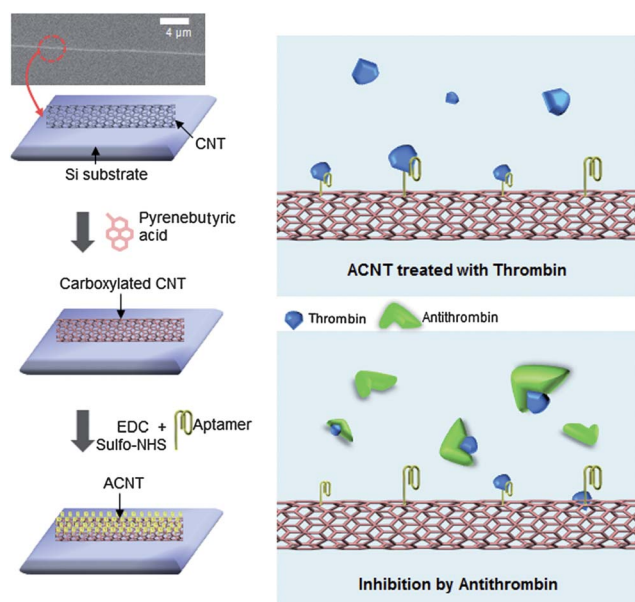 4 µm
CNT
Si substrate
Pyrenebutyric
acid
Carboxylated CNT
EDC +
Sulfo-NHS
Aptamer
ACNT
ACNT treated with Thrombin
Thrombin
Antithrombin
Inhibition by Antithrombin